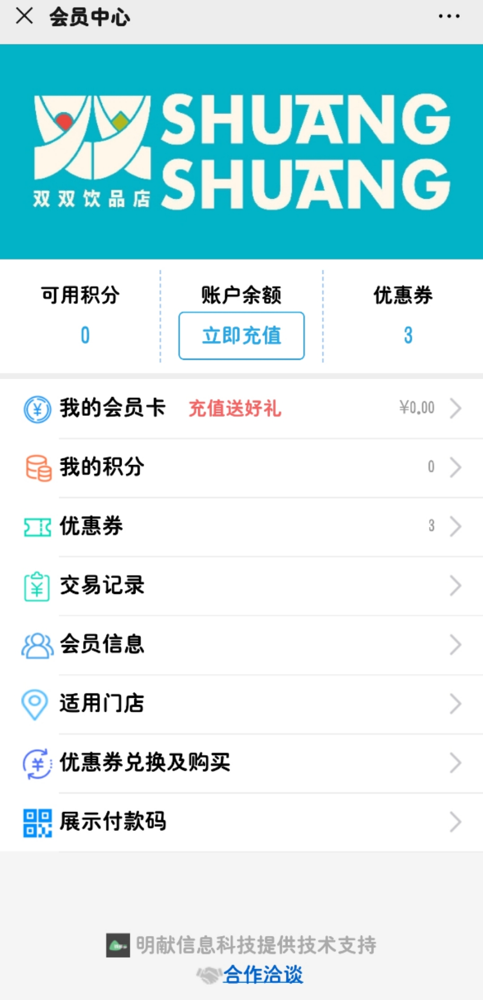 会员中心
SHUANG
SHUANG
双双饮品店
可用积分 账户余额 优惠券
0 立即充值 3
我的会员卡 充值送好礼 ¥0.00
我的积分 0
优惠券 3
交易记录
会员信息
适用门店
优惠券兑换及购买
展示付款码
明献信息科技提供技术支持
合作洽谈